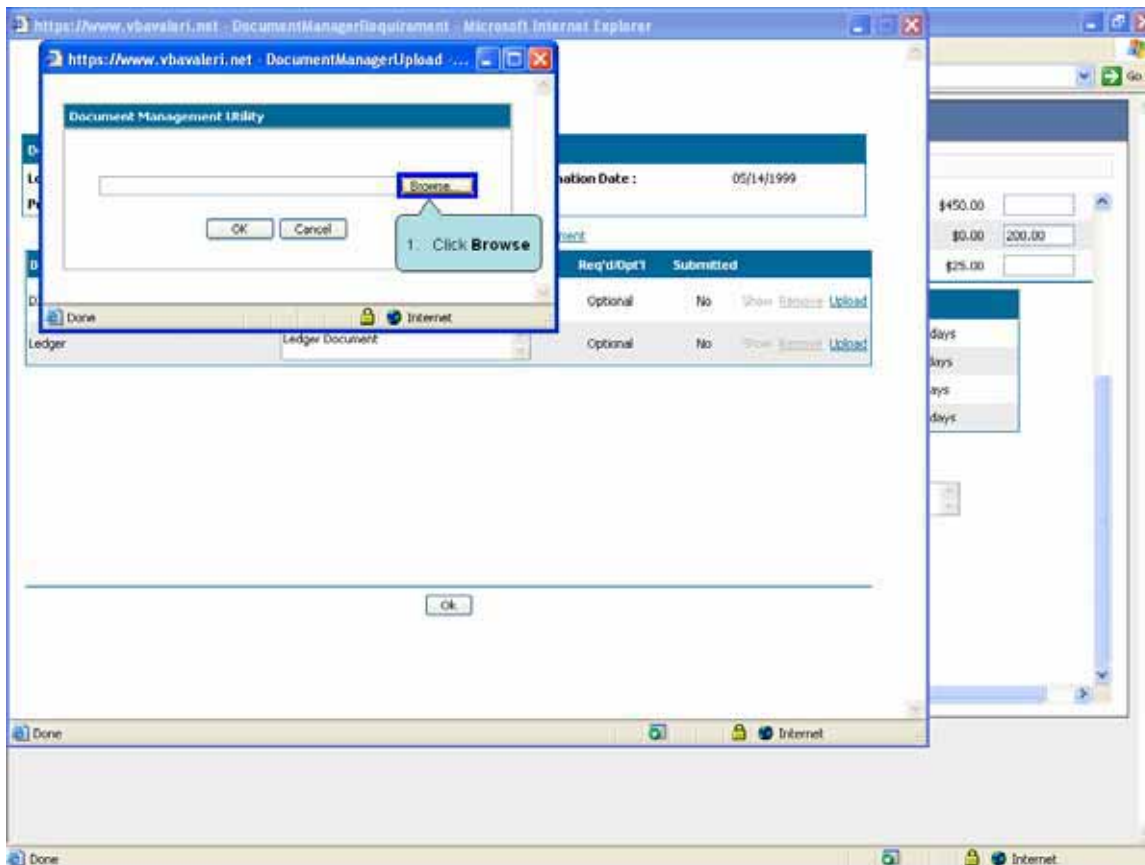 https://www.vbavaleri.net - DocumentManagerRequirement - Microsoft Internet Explorer
https://www.vbavaleri.net - DocumentManagerUpload - ...
Go
Document Management Utility
Browse...
OK Cancel
1. Click Browse
Done Internet
nation Date : 05/14/1999
ment
Req'd/Opt'l Submitted
Optional No Show Remove Upload
Ledger Ledger Document Optional No Show Remove Upload
$450.00
$0.00 200.00
$25.00
days
days
ays
days
Ok
Done Internet
Done Internet